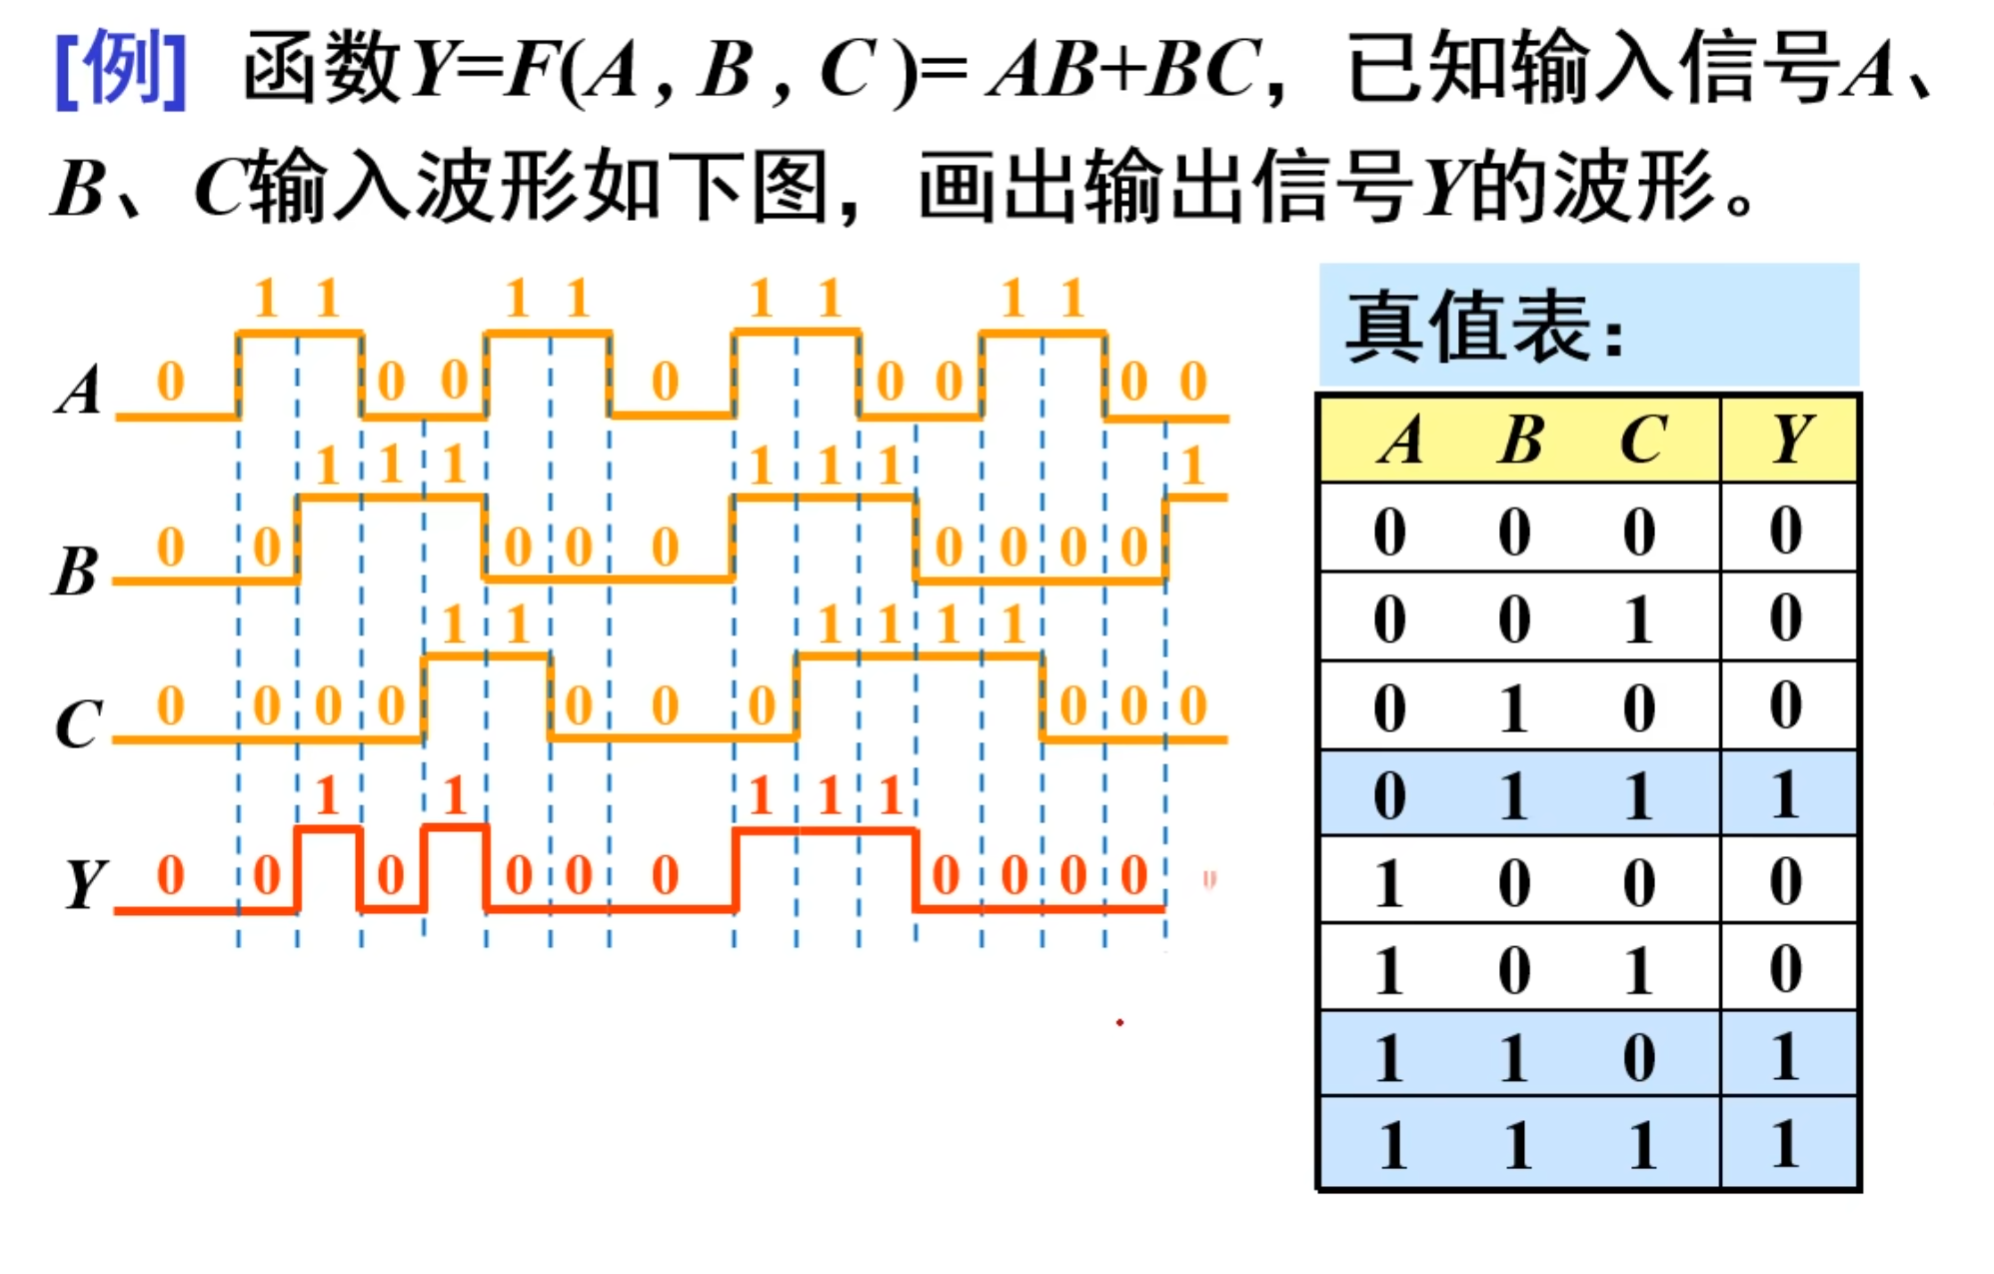 [例] 函数Y=F(A , B , C )= AB+BC，已知输入信号A、
B、C输入波形如下图，画出输出信号Y的波形。
1 1 1 1 1 1 1 1
A 0 0 0 0 0 0 0 0
1 1 1 1 1 1 1
B 0 0 0 0 0 0 0 0 0
1 1 1 1 1 1
C 0 0 0 0 0 0 0 0 0 0
1 1 1 1 1
Y 0 0 0 0 0 0 0 0 0 0
真值表：
A B C Y
0 0 0 0
0 0 1 0
0 1 0 0
0 1 1 1
1 0 0 0
1 0 1 0
1 1 0 1
1 1 1 1